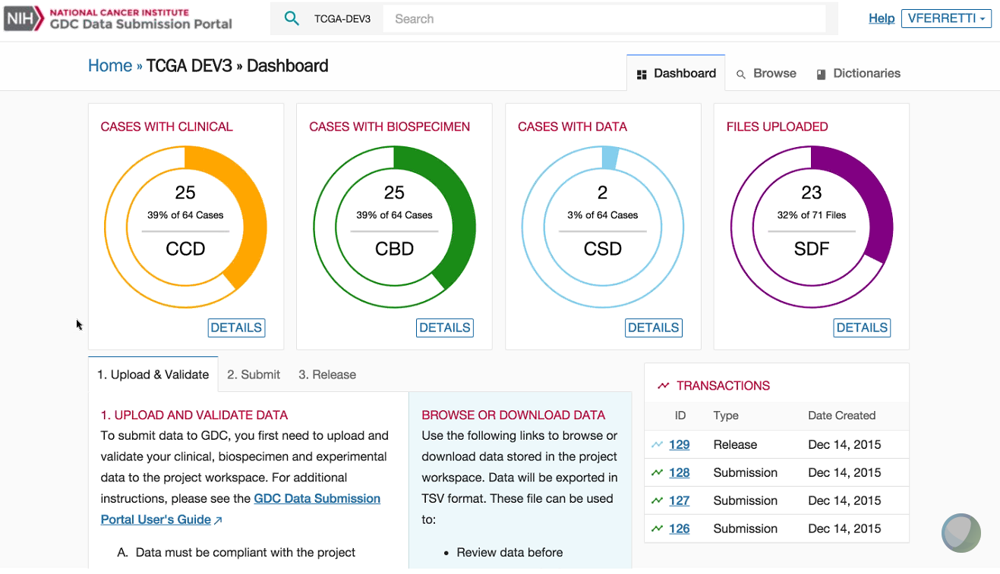 NIH
NATIONAL CANCER INSTITUTE
GDC Data Submission Portal
TCGA-DEV3
Search
Help
VFERRETTI
Home » TCGA DEV3 » Dashboard
Dashboard
Browse
Dictionaries
CASES WITH CLINICAL
25
39% of 64 Cases
CCD
DETAILS
CASES WITH BIOSPECIMEN
25
39% of 64 Cases
CBD
DETAILS
CASES WITH DATA
2
3% of 64 Cases
CSD
DETAILS
FILES UPLOADED
23
32% of 71 Files
SDF
DETAILS
1. Upload & Validate
2. Submit
3. Release
1. UPLOAD AND VALIDATE DATA
To submit data to GDC, you first need to upload and
validate your clinical, biospecimen and experimental
data to the project workspace. For additional
instructions, please see the GDC Data Submission
Portal User's Guide
A. Data must be compliant with the project
BROWSE OR DOWNLOAD DATA
Use the following links to browse or
download data stored in the project
workspace. Data will be exported in
TSV format. These file can be used
to:
• Review data before
TRANSACTIONS
ID Type Date Created
129 Release Dec 14, 2015
128 Submission Dec 14, 2015
127 Submission Dec 14, 2015
126 Submission Dec 14, 2015